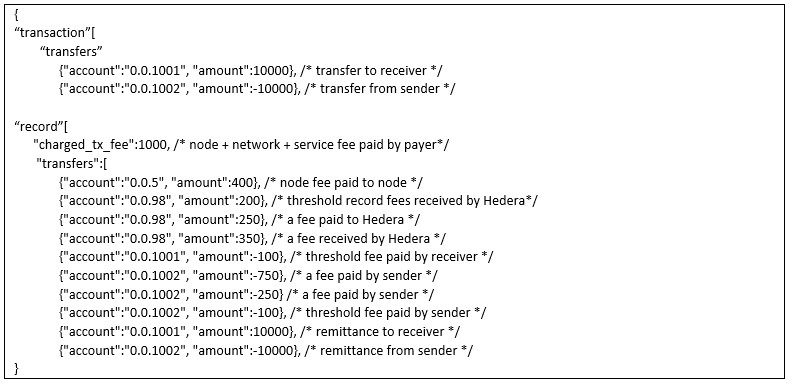 {
“transaction”[
“transfers”
{"account":"0.0.1001", "amount":10000}, /* transfer to receiver */
{"account":"0.0.1002", "amount":-10000}, /* transfer from sender */
“record”[
"charged_tx_fee":1000, /* node + network + service fee paid by payer*/
"transfers":[
{"account":"0.0.5", "amount":400}, /* node fee paid to node */
{"account":"0.0.98", "amount":200}, /* threshold record fees received by Hedera*/
{"account":"0.0.98", "amount":250}, /* a fee paid to Hedera */
{"account":"0.0.98", "amount":350}, /* a fee received by Hedera */
{"account":"0.0.1001", "amount":-100}, /* threshold fee paid by receiver */
{"account":"0.0.1002", "amount":-750}, /* a fee paid by sender */
{"account":"0.0.1002", "amount":-250} /* a fee paid by sender */
{"account":"0.0.1002", "amount":-100}, /* threshold fee paid by sender */
{"account":"0.0.1001", "amount":10000}, /* remittance to receiver */
{"account":"0.0.1002", "amount":-10000}, /* remittance from sender */
}